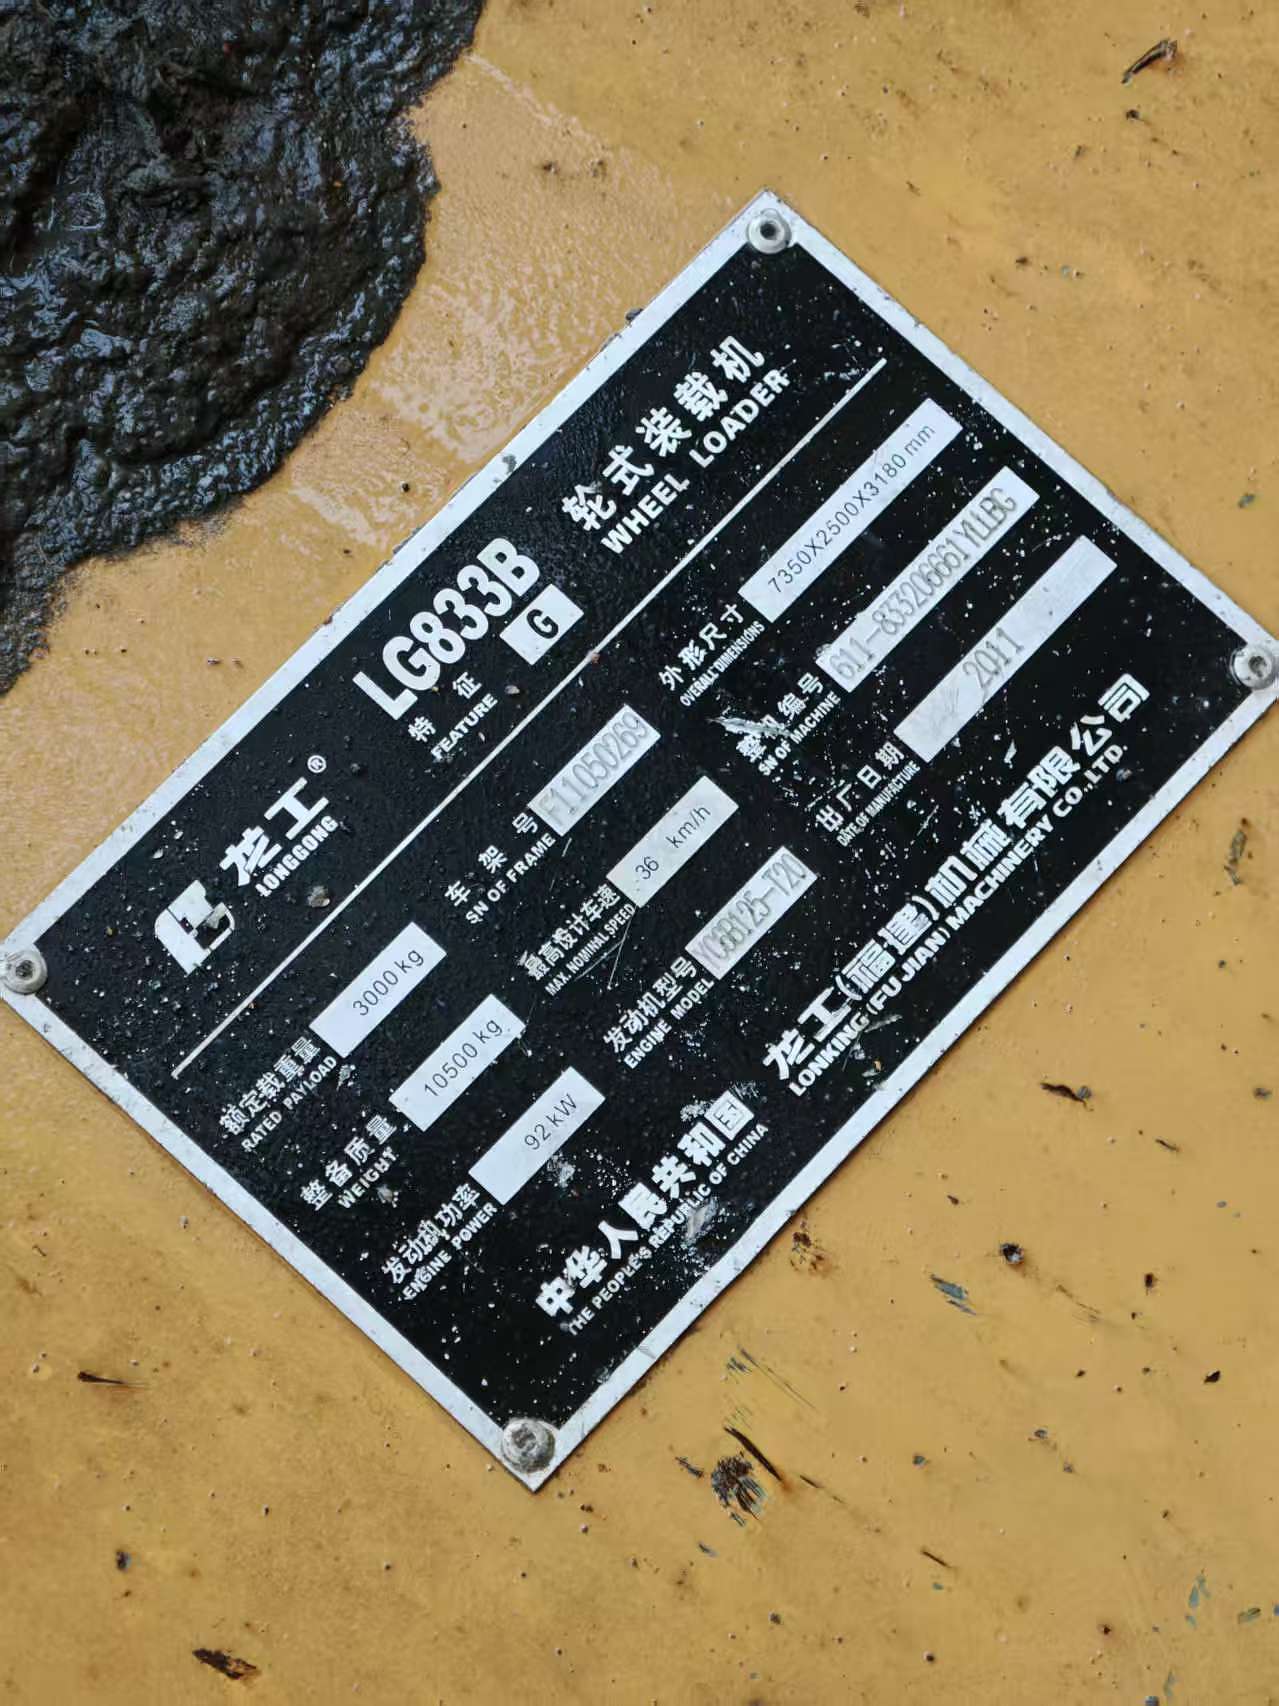 龙工®
LONGGONG
LG833B
特 征
FEATURE
G
轮式装载机
WHEEL LOADER
额定载重量
RATED PAYLOAD
3000 kg
车 架 号
SN OF FRAME
F11050269
外形尺寸
OVERALL DIMENSIONS
7350X2500X3180 mm
整备质量
WEIGHT
10500 kg
最高设计车速
MAX. NOMINAL SPEED
36 km/h
整机编号
SN OF MACHINE
611-833206661YLLBG
发动机功率
ENGINE POWER
92 kW
发动机型号
ENGINE MODEL
YC6B125-T20
出厂日期
DATE OF MANUFACTURE
2011
中华人民共和国
THE PEOPLE'S REPUBLIC OF CHINA
龙工(福建)机械有限公司
LONKING(FUJIAN)MACHINERY CO.,LTD.